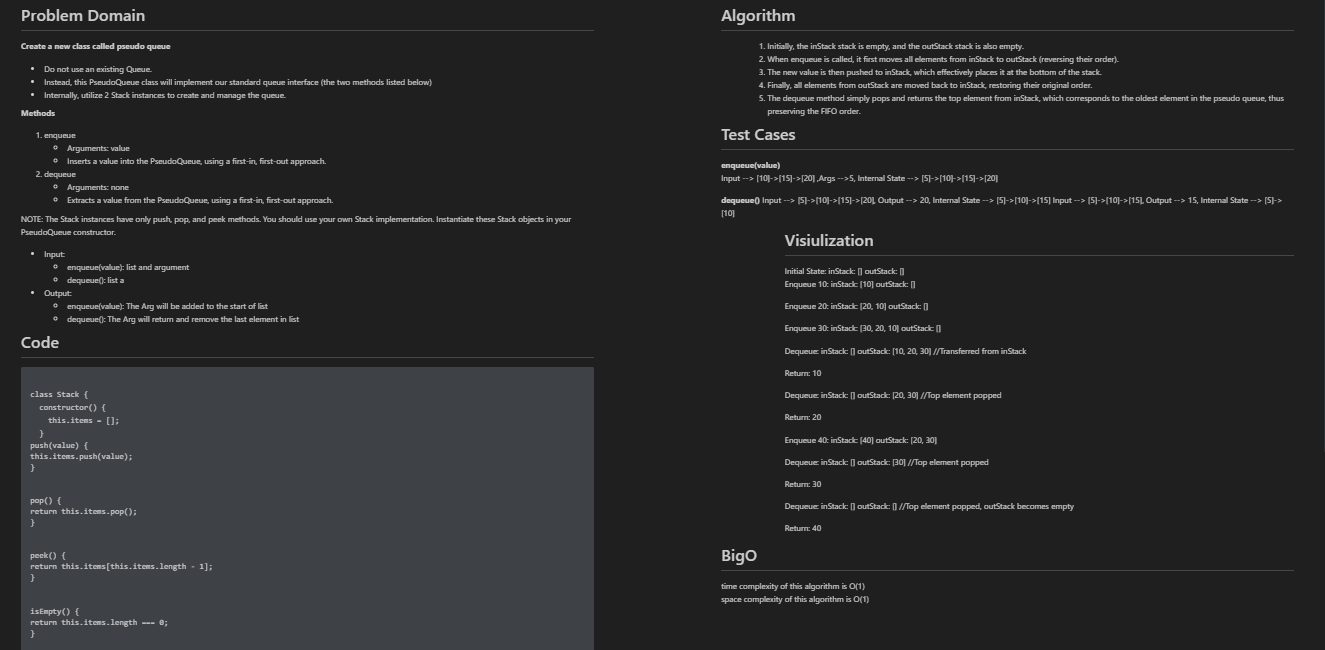 Problem Domain
Create a new class called pseudo queue
• Do not use an existing Queue.
• Instead, this PseudoQueue class will implement our standard queue interface (the two methods listed below)
• Internally, utilize 2 Stack instances to create and manage the queue.
Methods
1. enqueue
○ Arguments: value
○ Inserts a value into the PseudoQueue, using a first-in, first-out approach.
2. dequeue
○ Arguments: none
○ Extracts a value from the PseudoQueue, using a first-in, first-out approach.
NOTE: The Stack instances have only push, pop, and peek methods. You should use your own Stack implementation. Instantiate these Stack objects in your
PseudoQueue constructor.
• Input:
○ enqueue(value): list and argument
○ dequeue(): list a
• Output:
○ enqueue(value): The Arg will be added to the start of list
○ dequeue(): The Arg will return and remove the last element in list
Code
class Stack {
constructor() {
this.items = [];
}
push(value) {
this.items.push(value);
}
pop() {
return this.items.pop();
}
peek() {
return this.items[this.items.length - 1];
}
isEmpty() {
return this.items.length === 0;
}
Algorithm
1. Initially, the inStack stack is empty, and the outStack stack is also empty.
2. When enqueue is called, it first moves all elements from inStack to outStack (reversing their order).
3. The new value is then pushed to inStack, which effectively places it at the bottom of the stack.
4. Finally, all elements from outStack are moved back to inStack, restoring their original order.
5. The dequeue method simply pops and returns the top element from inStack, which corresponds to the oldest element in the pseudo queue, thus
preserving the FIFO order.
Test Cases
enqueue(value)
Input --> [10]->[15]->[20] ,Args -->5, Internal State --> [5]->[10]->[15]->[20]
dequeue() Input --> [5]->[10]->[15]->[20], Output --> 20, Internal State --> [5]->[10]->[15] Input --> [5]->[10]->[15], Output --> 15, Internal State --> [5]->
[10]
Visiulization
Initial State: inStack: [] outStack: []
Enqueue 10: inStack: [10] outStack: []
Enqueue 20: inStack: [20, 10] outStack: []
Enqueue 30: inStack: [30, 20, 10] outStack: []
Dequeue: inStack: [] outStack: [10, 20, 30] //Transferred from inStack
Return: 10
Dequeue: inStack: [] outStack: [20, 30] //Top element popped
Return: 20
Enqueue 40: inStack: [40] outStack: [20, 30]
Dequeue: inStack: [] outStack: [30] //Top element popped
Return: 30
Dequeue: inStack: [] outStack: [] //Top element popped, outStack becomes empty
Return: 40
BigO
time complexity of this algorithm is O(1)
space complexity of this algorithm is O(1)